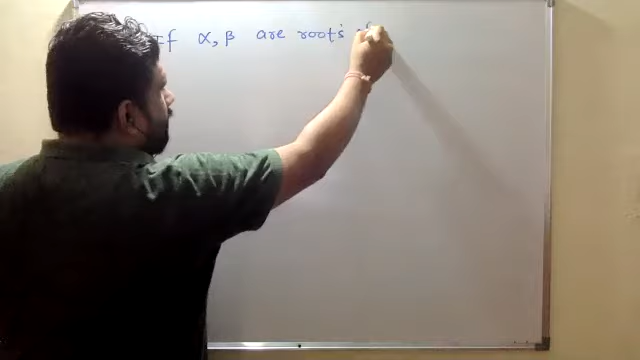 If α, β are roots of